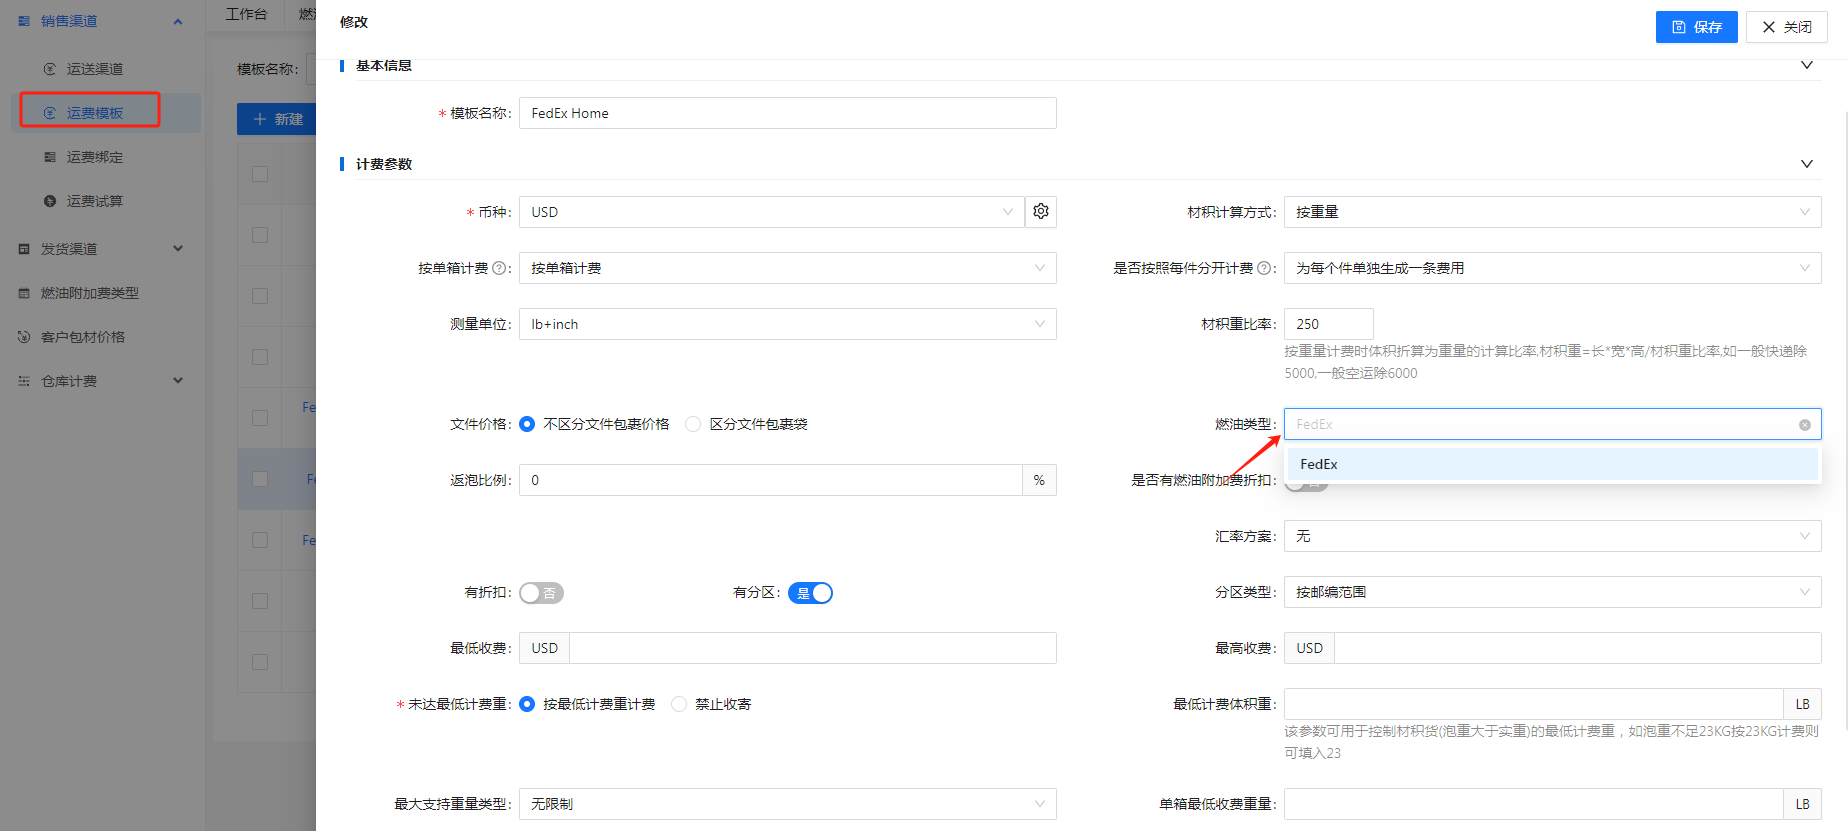 销售渠道
运送渠道
运费模板
运费绑定
运费试算
发货渠道
燃油附加费类型
客户包材价格
仓库计费
工作台
模板名称:
新建
Fe
Fe
修改
保存
关闭
基本信息
* 模板名称: FedEx Home
计费参数
* 币种: USD
材积计算方式: 按重量
按单箱计费 ? : 按单箱计费
是否按照每件分开计费 ? : 为每个件单独生成一条费用
测量单位: lb+inch
材积重比率: 250
按重量计费时体积折算为重量的计算比率,材积重=长*宽*高/材积重比率,如一般快递除
5000,一般空运除6000
文件价格: 不区分文件包裹价格 区分文件包裹袋
燃油类型: FedEx
FedEx
返泡比例: 0 %
是否有燃油附加费折扣:
汇率方案: 无
有折扣: 否
有分区: 是
分区类型: 按邮编范围
最低收费: USD
最高收费: USD
* 未达最低计费重: 按最低计费重计费 禁止收寄
最低计费体积重: LB
该参数可用于控制材积货(泡重大于实重)的最低计费重，如泡重不足23KG按23KG计费则
可填入23
最大支持重量类型: 无限制
单箱最低收费重量: LB